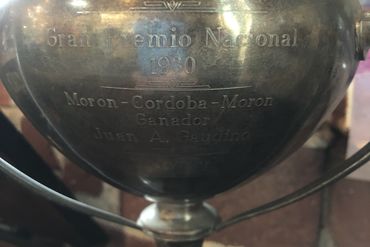 Gran Premio Nacional
1930
Moron-Cordoba-Moron
Ganador
Juan A. Gaudino